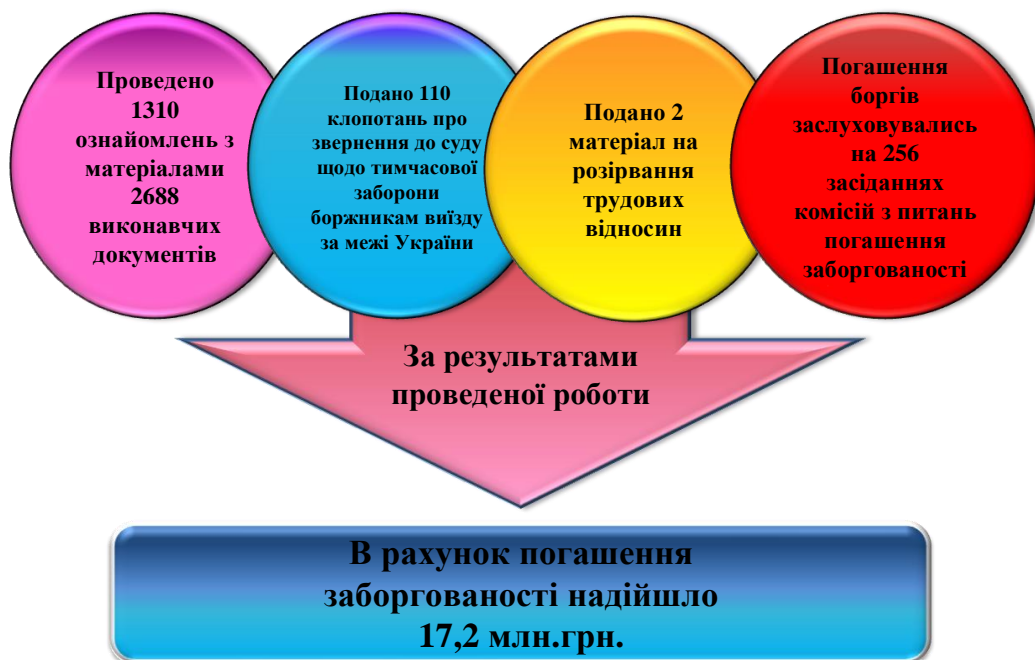 Проведено
1310
ознайомлень з
матеріалами
2688
виконавчих
документів
Подано 110
клопотань про
звернення до суду
щодо тимчасової
заборони
боржникам виїзду
за межі України
Подано 2
матеріал на
розірвання
трудових
відносин
Погашення
боргів
заслуховувались
на 256
засіданнях
комісій з питань
погашення
заборгованості
За результатами
проведеної роботи
В рахунок погашення
заборгованості надійшло
17,2 млн.грн.